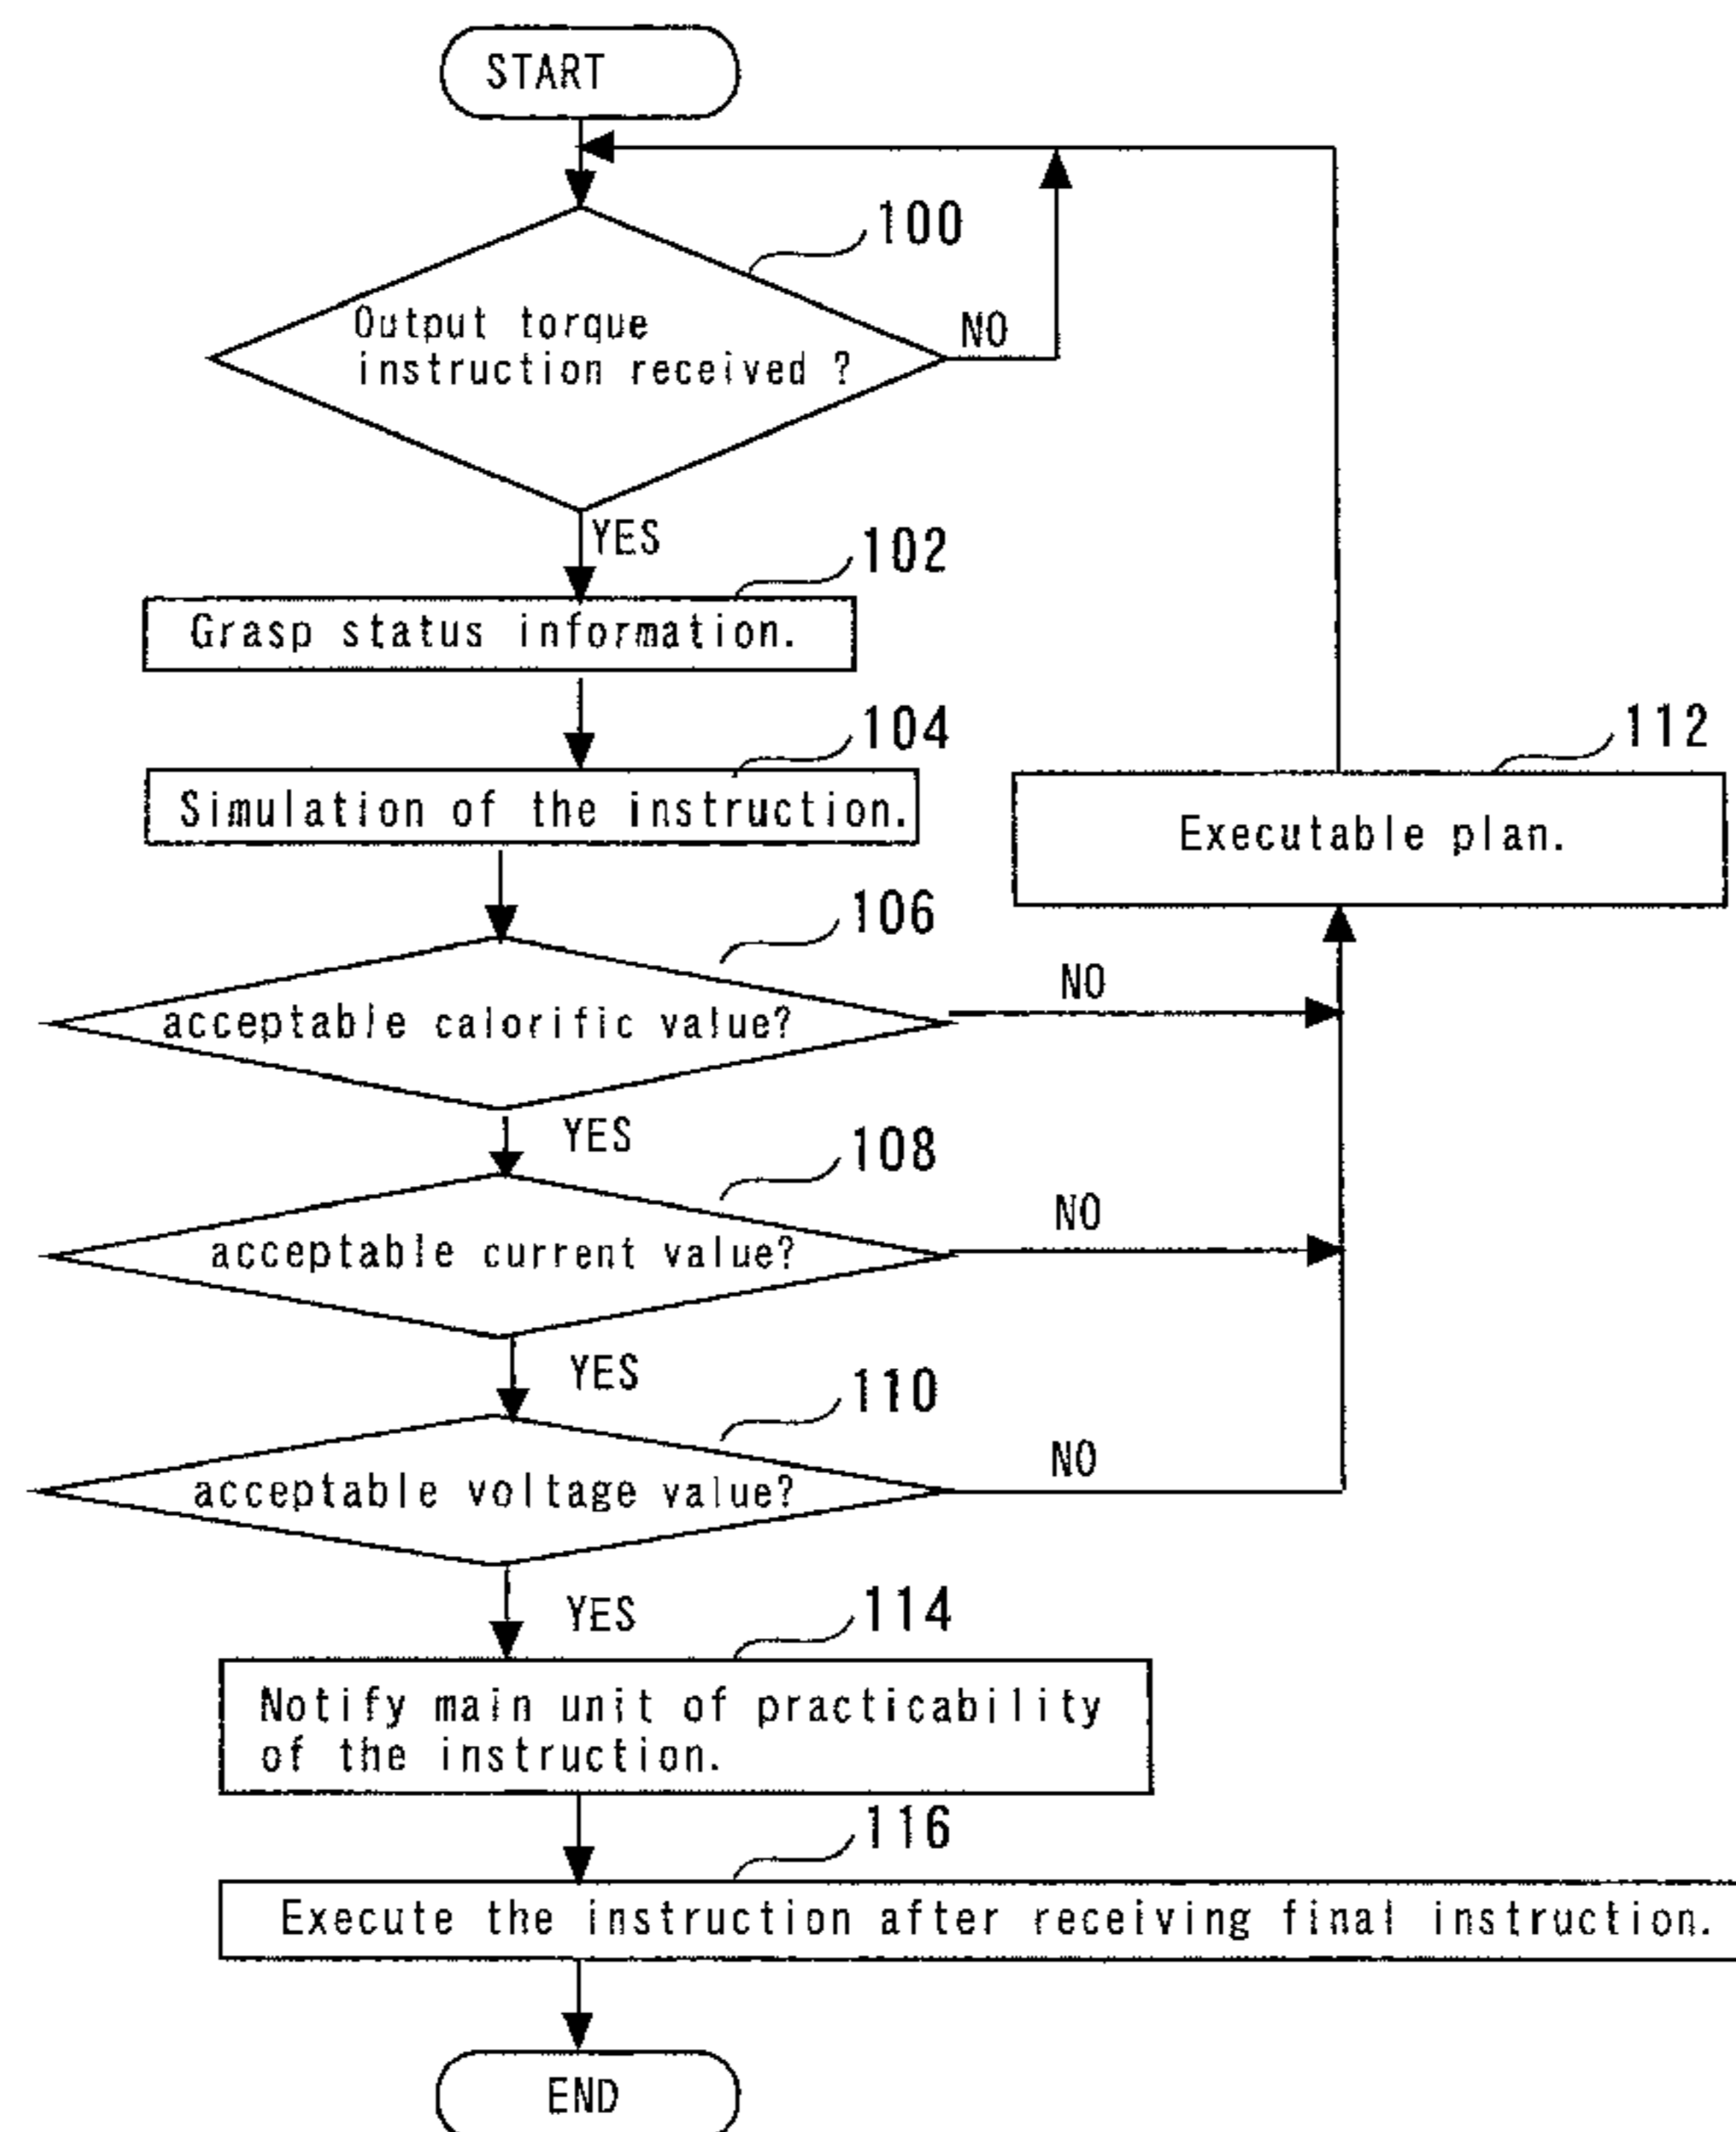 START
100
Output torque
instruction received ?
NO
YES
102
Grasp status information.
104
Simulation of the instruction.
112
Executable plan.
106
acceptable calorific value?
NO
YES
108
acceptable current value?
NO
YES
110
acceptable voltage value?
NO
YES
114
Notify main unit of practicability
of the instruction.
116
Execute the instruction after receiving final instruction.
END